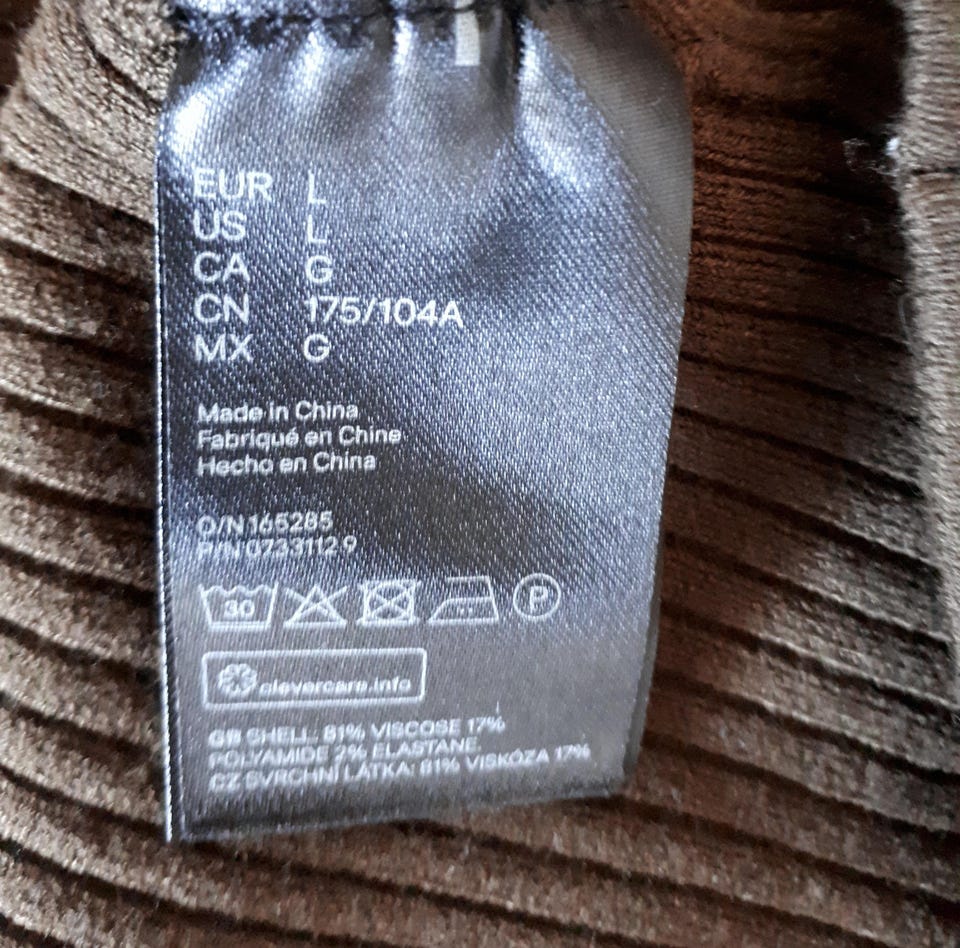 EUR L
US L
CA G
CN 175/104A
MX G
Made in China
Fabriqué en Chine
Hecho en China
O/N 165285
P/N 0733112 9
30
P
clevercare.info
GB SHELL: 81% VISCOSE 17%
POLYAMIDE 2% ELASTANE
CZ SVRCHNÍ LÁTKA: 81% VISKÓZA 17%